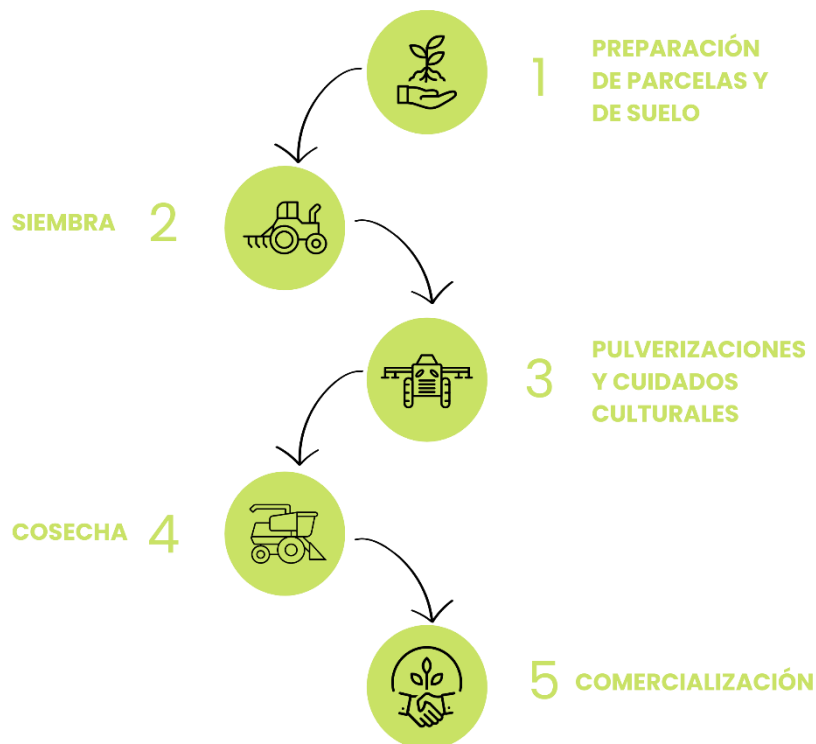 1 PREPARACIÓN
DE PARCELAS Y
DE SUELO
SIEMBRA 2
3 PULVERIZACIONES
Y CUIDADOS
CULTURALES
COSECHA 4
5 COMERCIALIZACIÓN